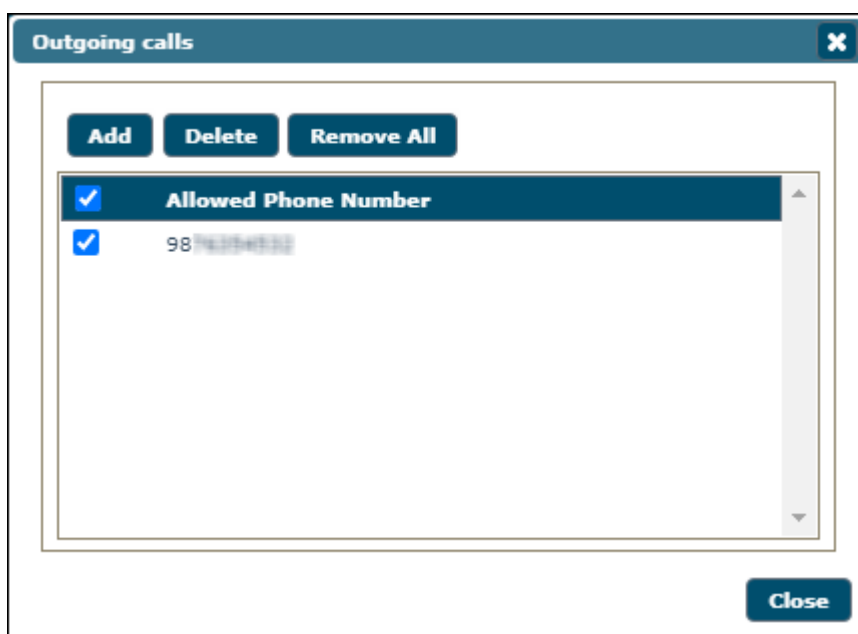 Outgoing calls
Add Delete Remove All
Allowed Phone Number
98
Close